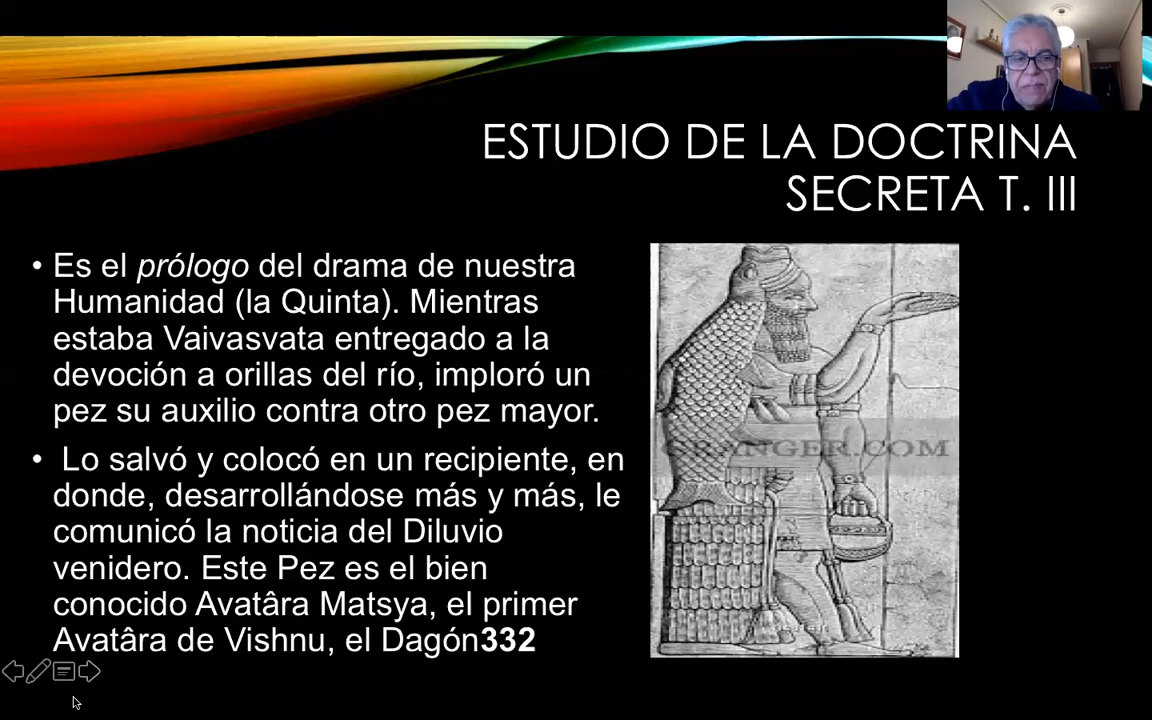 ESTUDIO DE LA DOCTRINA
SECRETA T. III
• Es el prólogo del drama de nuestra
Humanidad (la Quinta). Mientras
estaba Vaivasvata entregado a la
devoción a orillas del río, imploró un
pez su auxilio contra otro pez mayor.
• Lo salvó y colocó en un recipiente, en
donde, desarrollándose más y más, le
comunicó la noticia del Diluvio
venidero. Este Pez es el bien
conocido Avatâra Matsya, el primer
Avatâra de Vishnu, el Dagón332
GRANGER.COM